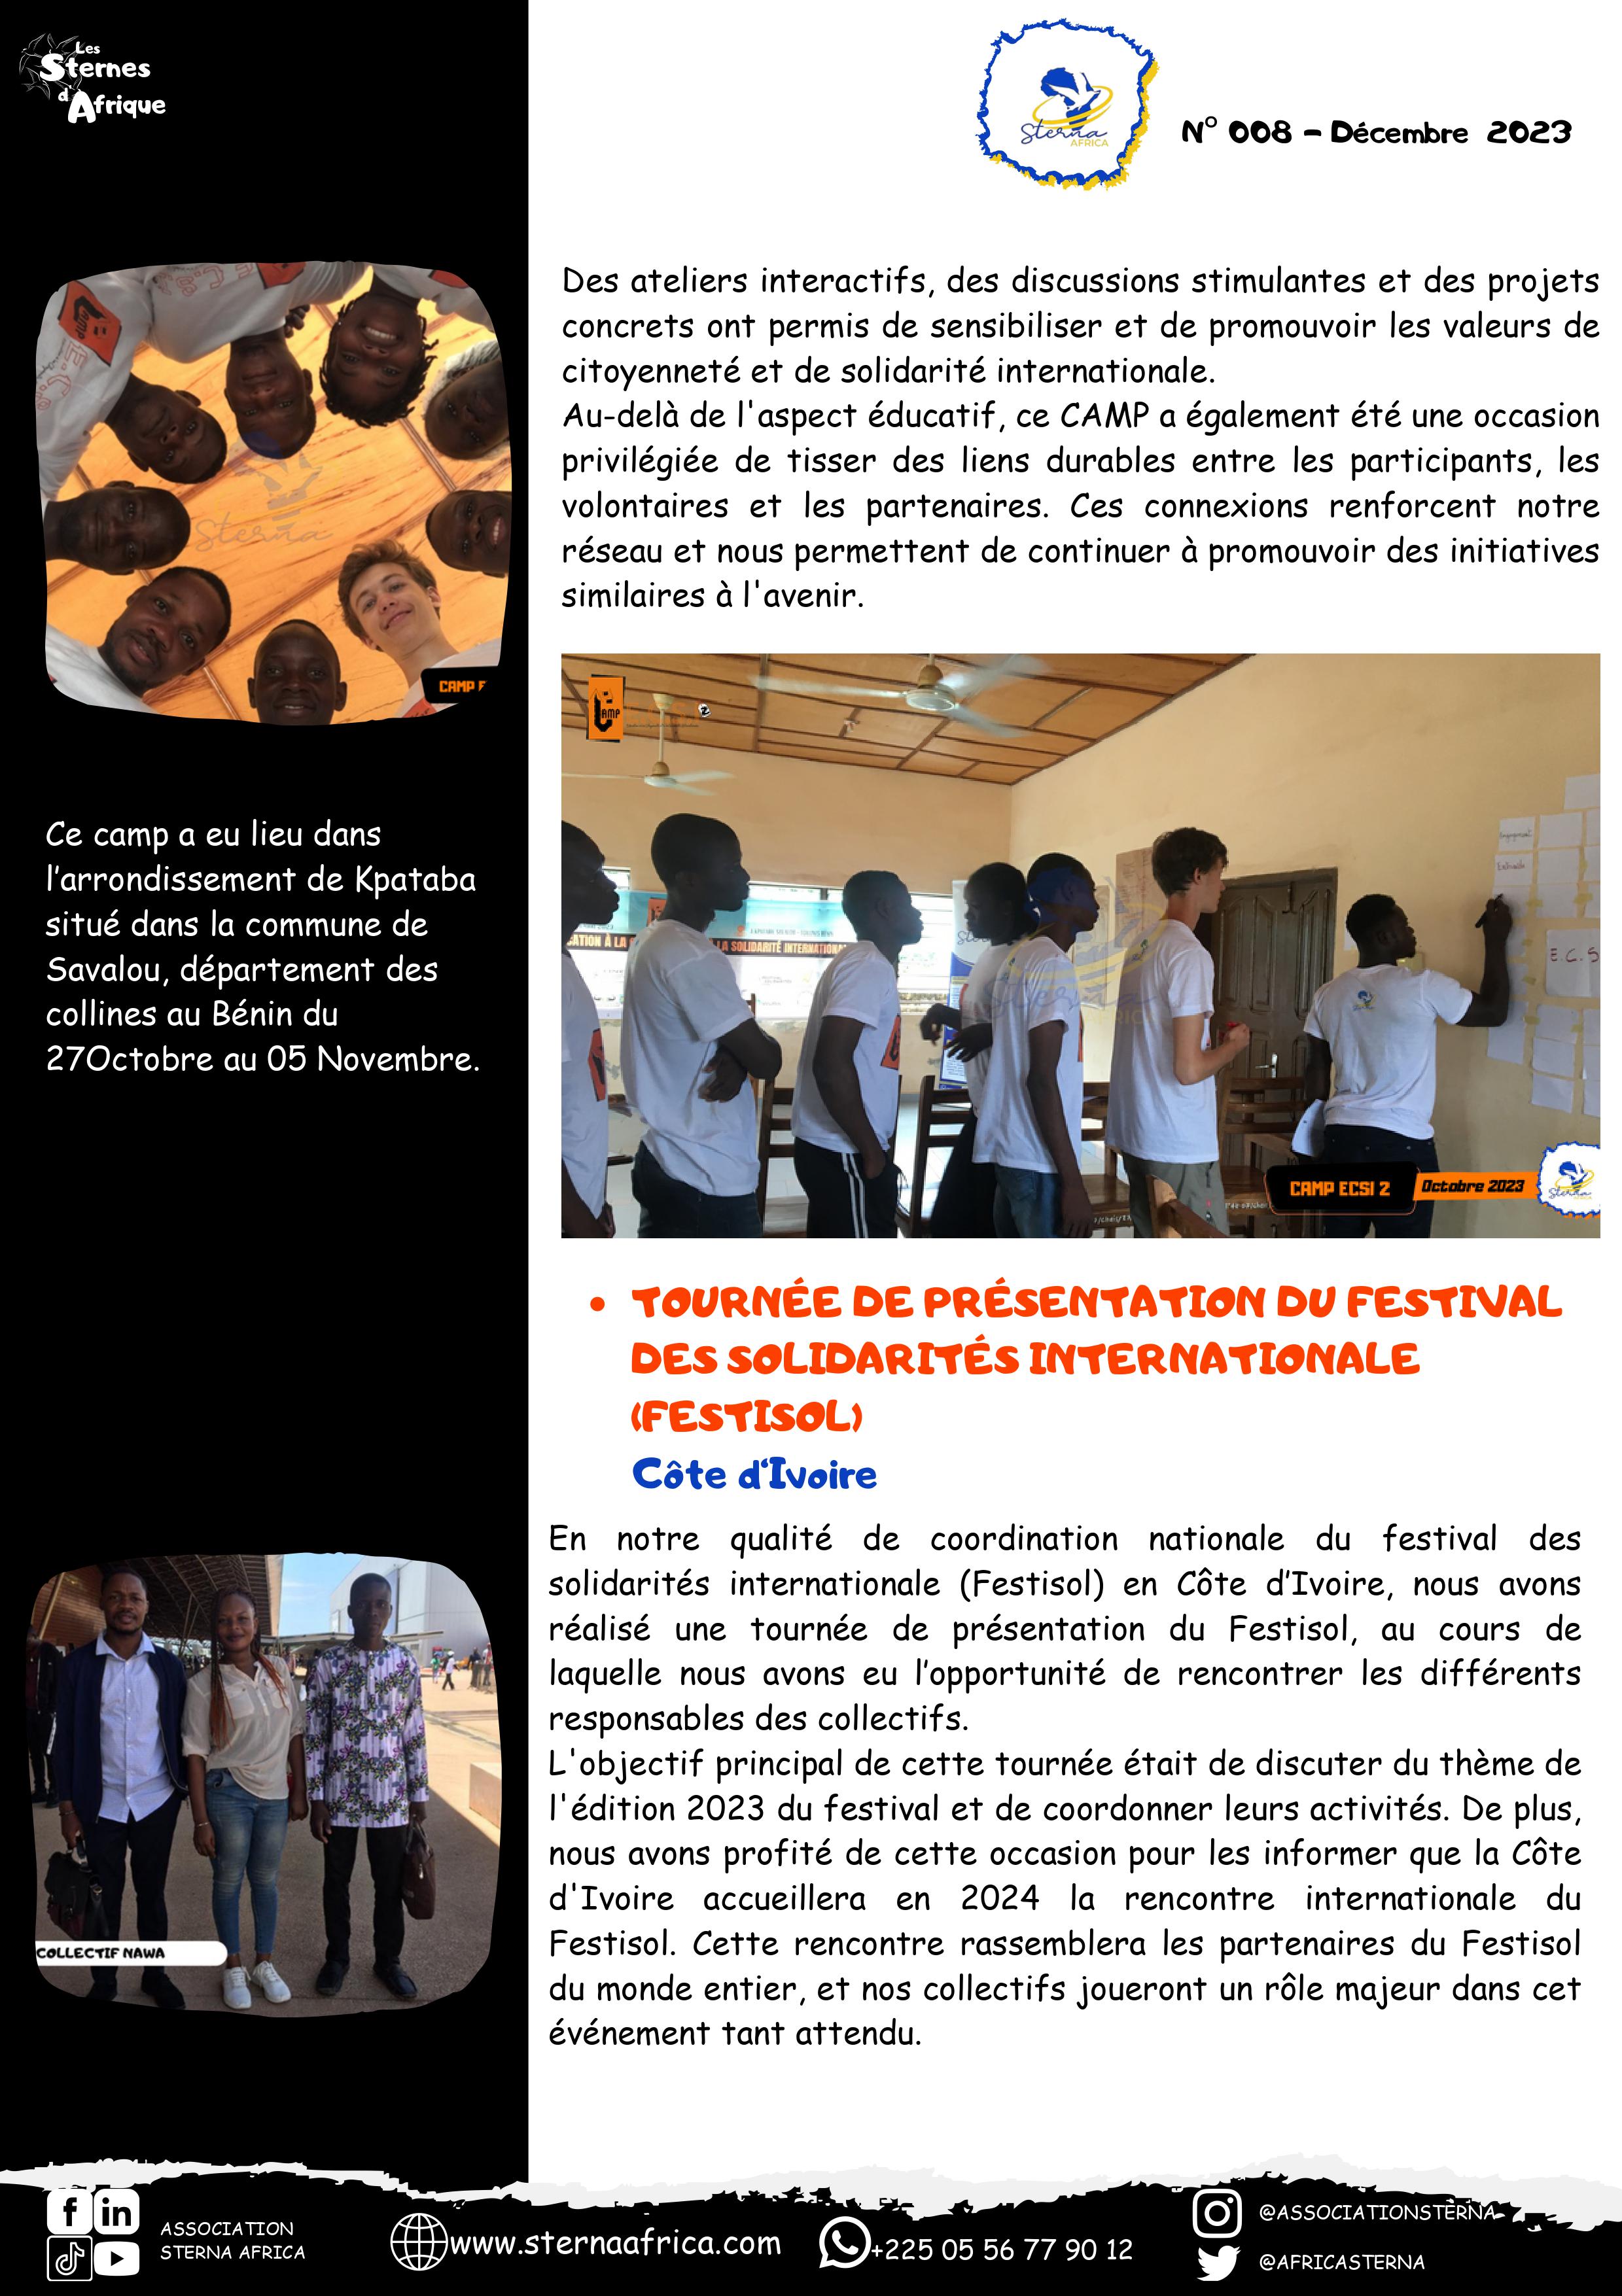 Les
Sternes
d'Afrique
Sterna
AFRICA
N° 008 - Décembre 2023
Des ateliers interactifs, des discussions stimulantes et des projets
concrets ont permis de sensibiliser et de promouvoir les valeurs de
citoyenneté et de solidarité internationale.
Au-delà de l'aspect éducatif, ce CAMP a également été une occasion
privilégiée de tisser des liens durables entre les participants, les
volontaires et les partenaires. Ces connexions renforcent notre
réseau et nous permettent de continuer à promouvoir des initiatives
similaires à l'avenir.
Sterna
CAMP
Ce camp a eu lieu dans
l’arrondissement de Kpataba
situé dans la commune de
Savalou, département des
collines au Bénin du
27Octobre au 05 Novembre.
CAMP
2
Engagement
E.C.S
LA SOLIDARITÉ INTERNATIONA
Sterna
CAMP ECSI 2
Octobre 2023
Sterna
• TOURNÉE DE PRÉSENTATION DU FESTIVAL
DES SOLIDARITÉS INTERNATIONALE
(FESTISOL)
Côte d‘Ivoire
En notre qualité de coordination nationale du festival des
solidarités internationale (Festisol) en Côte d’Ivoire, nous avons
réalisé une tournée de présentation du Festisol, au cours de
laquelle nous avons eu l’opportunité de rencontrer les différents
responsables des collectifs.
L'objectif principal de cette tournée était de discuter du thème de
l'édition 2023 du festival et de coordonner leurs activités. De plus,
nous avons profité de cette occasion pour les informer que la Côte
d'Ivoire accueillera en 2024 la rencontre internationale du
Festisol. Cette rencontre rassemblera les partenaires du Festisol
du monde entier, et nos collectifs joueront un rôle majeur dans cet
événement tant attendu.
COLLECTIF NAWA
ASSOCIATION
STERNA AFRICA
www.sternaafrica.com
+225 05 56 77 90 12
@ASSOCIATIONSTERNA
@AFRICASTERNA